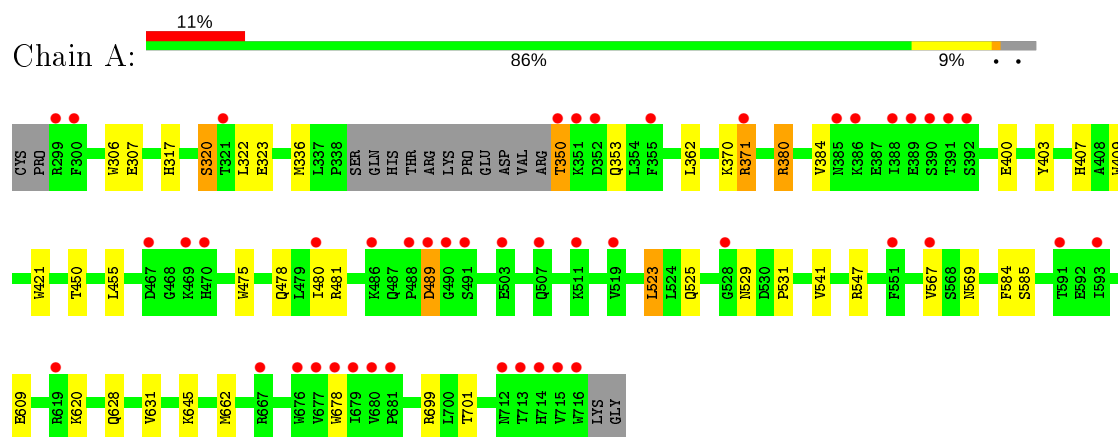 11%
Chain A:
86% 9% • •
CYS PRO R299 F300 W306 E307 H317 S320 T321 L322 E323 M336 L337 P338 SER GLN HIS THR ARG LYS PRO GLU ASP VAL ARG T350 K351 D352 Q353 L354 F355 L362 K370 R371 R380 V384 N385 K386 E387 I388 E389 S390 T391 S392 E400 Y403 H407 A408 W409
W421 T450 L455 D467 G468 K469 H470 W475 Q478 L479 I480 R481 K486 Q487 P488 D489 G490 S491 E503 Q507 K511 V519 L523 L524 Q525 G528 N529 D530 P531 V541 R547 F551 V567 S568 N569 F584 S585 T591 E592 I593
E609 R619 K620 Q628 V631 K645 M662 R667 W676 V677 W678 I679 V680 P681 R699 L700 T701 N712 T713 H714 V715 W716 LYS GLY